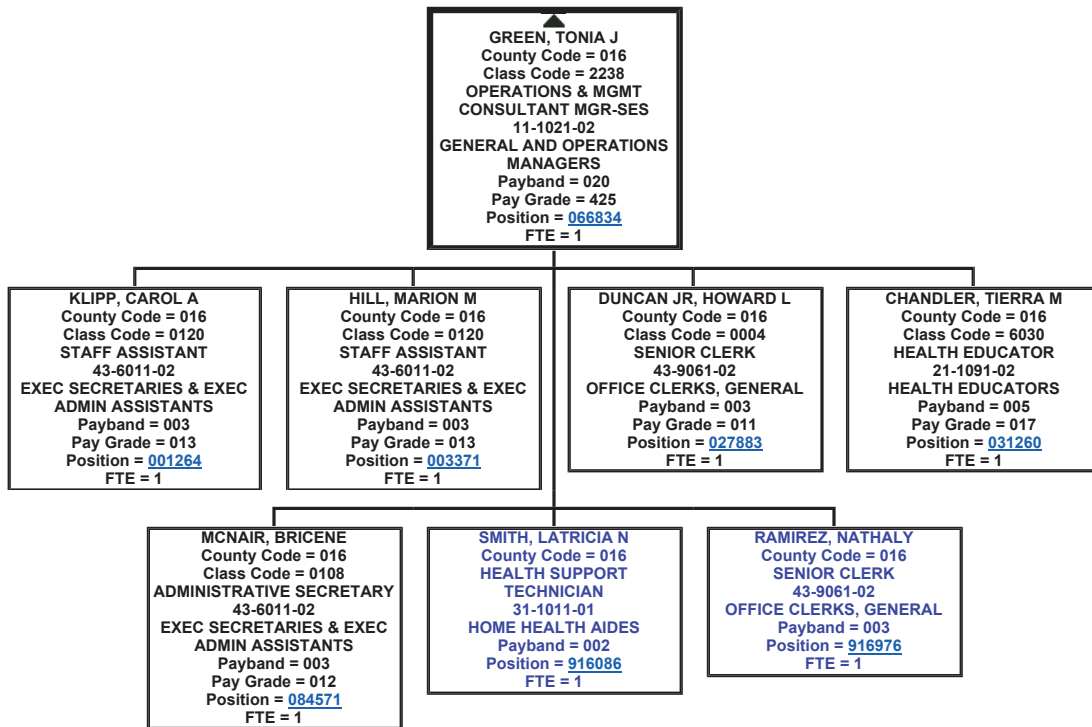 GREEN, TONIA J
County Code = 016
Class Code = 2238
OPERATIONS & MGMT
CONSULTANT MGR-SES
11-1021-02
GENERAL AND OPERATIONS
MANAGERS
Payband = 020
Pay Grade = 425
Position = 066834
FTE = 1
KLIPP, CAROL A
County Code = 016
Class Code = 0120
STAFF ASSISTANT
43-6011-02
EXEC SECRETARIES & EXEC
ADMIN ASSISTANTS
Payband = 003
Pay Grade = 013
Position = 001264
FTE = 1
HILL, MARION M
County Code = 016
Class Code = 0120
STAFF ASSISTANT
43-6011-02
EXEC SECRETARIES & EXEC
ADMIN ASSISTANTS
Payband = 003
Pay Grade = 013
Position = 003371
FTE = 1
DUNCAN JR, HOWARD L
County Code = 016
Class Code = 0004
SENIOR CLERK
43-9061-02
OFFICE CLERKS, GENERAL
Payband = 003
Pay Grade = 011
Position = 027883
FTE = 1
CHANDLER, TIERRA M
County Code = 016
Class Code = 6030
HEALTH EDUCATOR
21-1091-02
HEALTH EDUCATORS
Payband = 005
Pay Grade = 017
Position = 031260
FTE = 1
MCNAIR, BRICENE
County Code = 016
Class Code = 0108
ADMINISTRATIVE SECRETARY
43-6011-02
EXEC SECRETARIES & EXEC
ADMIN ASSISTANTS
Payband = 003
Pay Grade = 012
Position = 084571
FTE = 1
SMITH, LATRICIA N
County Code = 016
HEALTH SUPPORT
TECHNICIAN
31-1011-01
HOME HEALTH AIDES
Payband = 002
Position = 916086
FTE = 1
RAMIREZ, NATHALY
County Code = 016
SENIOR CLERK
43-9061-02
OFFICE CLERKS, GENERAL
Payband = 003
Position = 916976
FTE = 1